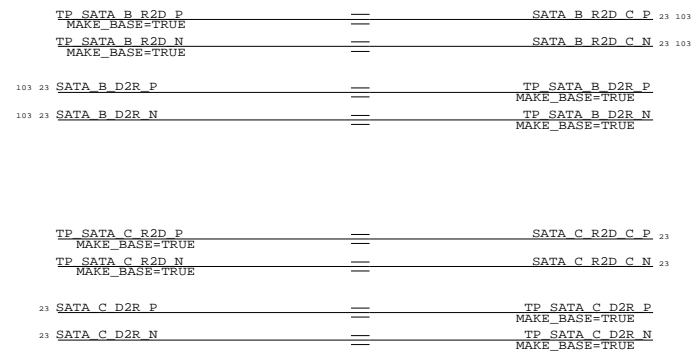 TP_SATA_B_R2D_P SATA_B_R2D_C_P 23 103
MAKE_BASE=TRUE
TP_SATA_B_R2D_N SATA_B_R2D_C_N 23 103
MAKE_BASE=TRUE
103 23 SATA_B_D2R_P TP_SATA_B_D2R_P
MAKE_BASE=TRUE
103 23 SATA_B_D2R_N TP_SATA_B_D2R_N
MAKE_BASE=TRUE
TP_SATA_C_R2D_P SATA_C_R2D_C_P 23
MAKE_BASE=TRUE
TP_SATA_C_R2D_N SATA_C_R2D_C_N 23
MAKE_BASE=TRUE
23 SATA_C_D2R_P TP_SATA_C_D2R_P
MAKE_BASE=TRUE
23 SATA_C_D2R_N TP_SATA_C_D2R_N
MAKE_BASE=TRUE